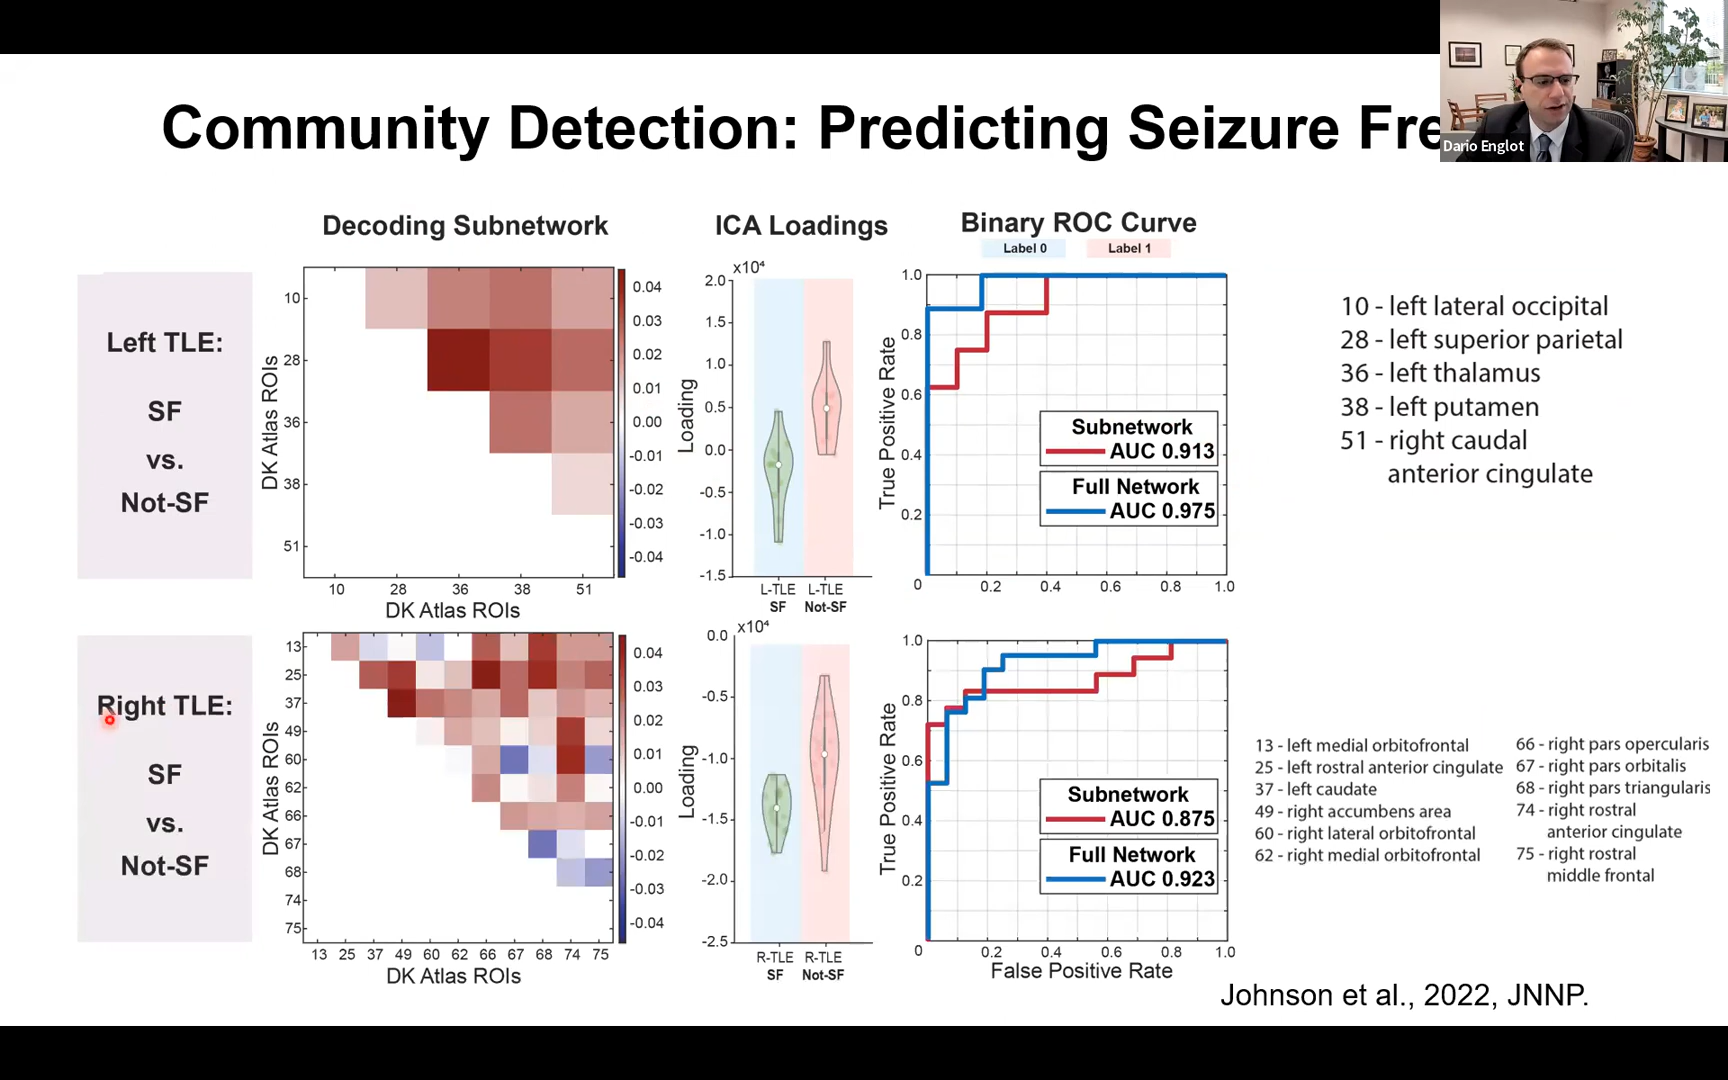 Community Detection: Predicting Seizure Fre
Dario Englot
Decoding Subnetwork
ICA Loadings
Binary ROC Curve
Label 0
Label 1
Left TLE:
SF
vs.
Not-SF
DK Atlas ROIs
10
28
36
38
51
10 28 36 38 51
DK Atlas ROIs
0.04
0.03
0.02
0.01
0.00
-0.01
-0.02
-0.03
-0.04
x10⁴
Loading
2.0
1.5
1.0
0.5
0.0
-0.5
-1.0
-1.5
L-TLE L-TLE
SF Not-SF
True Positive Rate
1.0
0.8
0.6
0.4
0.2
0 0.2 0.4 0.6 0.8 1.0
Subnetwork
AUC 0.913
Full Network
AUC 0.975
10 - left lateral occipital
28 - left superior parietal
36 - left thalamus
38 - left putamen
51 - right caudal
anterior cingulate
Right TLE:
SF
vs.
Not-SF
DK Atlas ROIs
13
25
37
49
60
62
66
67
68
74
75
13 25 37 49 60 62 66 67 68 74 75
DK Atlas ROIs
0.04
0.03
0.02
0.01
0.00
-0.01
-0.02
-0.03
-0.04
x10⁴
Loading
0.0
-0.5
-1.0
-1.5
-2.0
-2.5
R-TLE R-TLE
SF Not-SF
True Positive Rate
1.0
0.8
0.6
0.4
0.2
0 0.2 0.4 0.6 0.8 1.0
False Positive Rate
Subnetwork
AUC 0.875
Full Network
AUC 0.923
13 - left medial orbitofrontal
25 - left rostral anterior cingulate
37 - left caudate
49 - right accumbens area
60 - right lateral orbitofrontal
62 - right medial orbitofrontal
66 - right pars opercularis
67 - right pars orbitalis
68 - right pars triangularis
74 - right rostral
anterior cingulate
75 - right rostral
middle frontal
Johnson et al., 2022, JNNP.